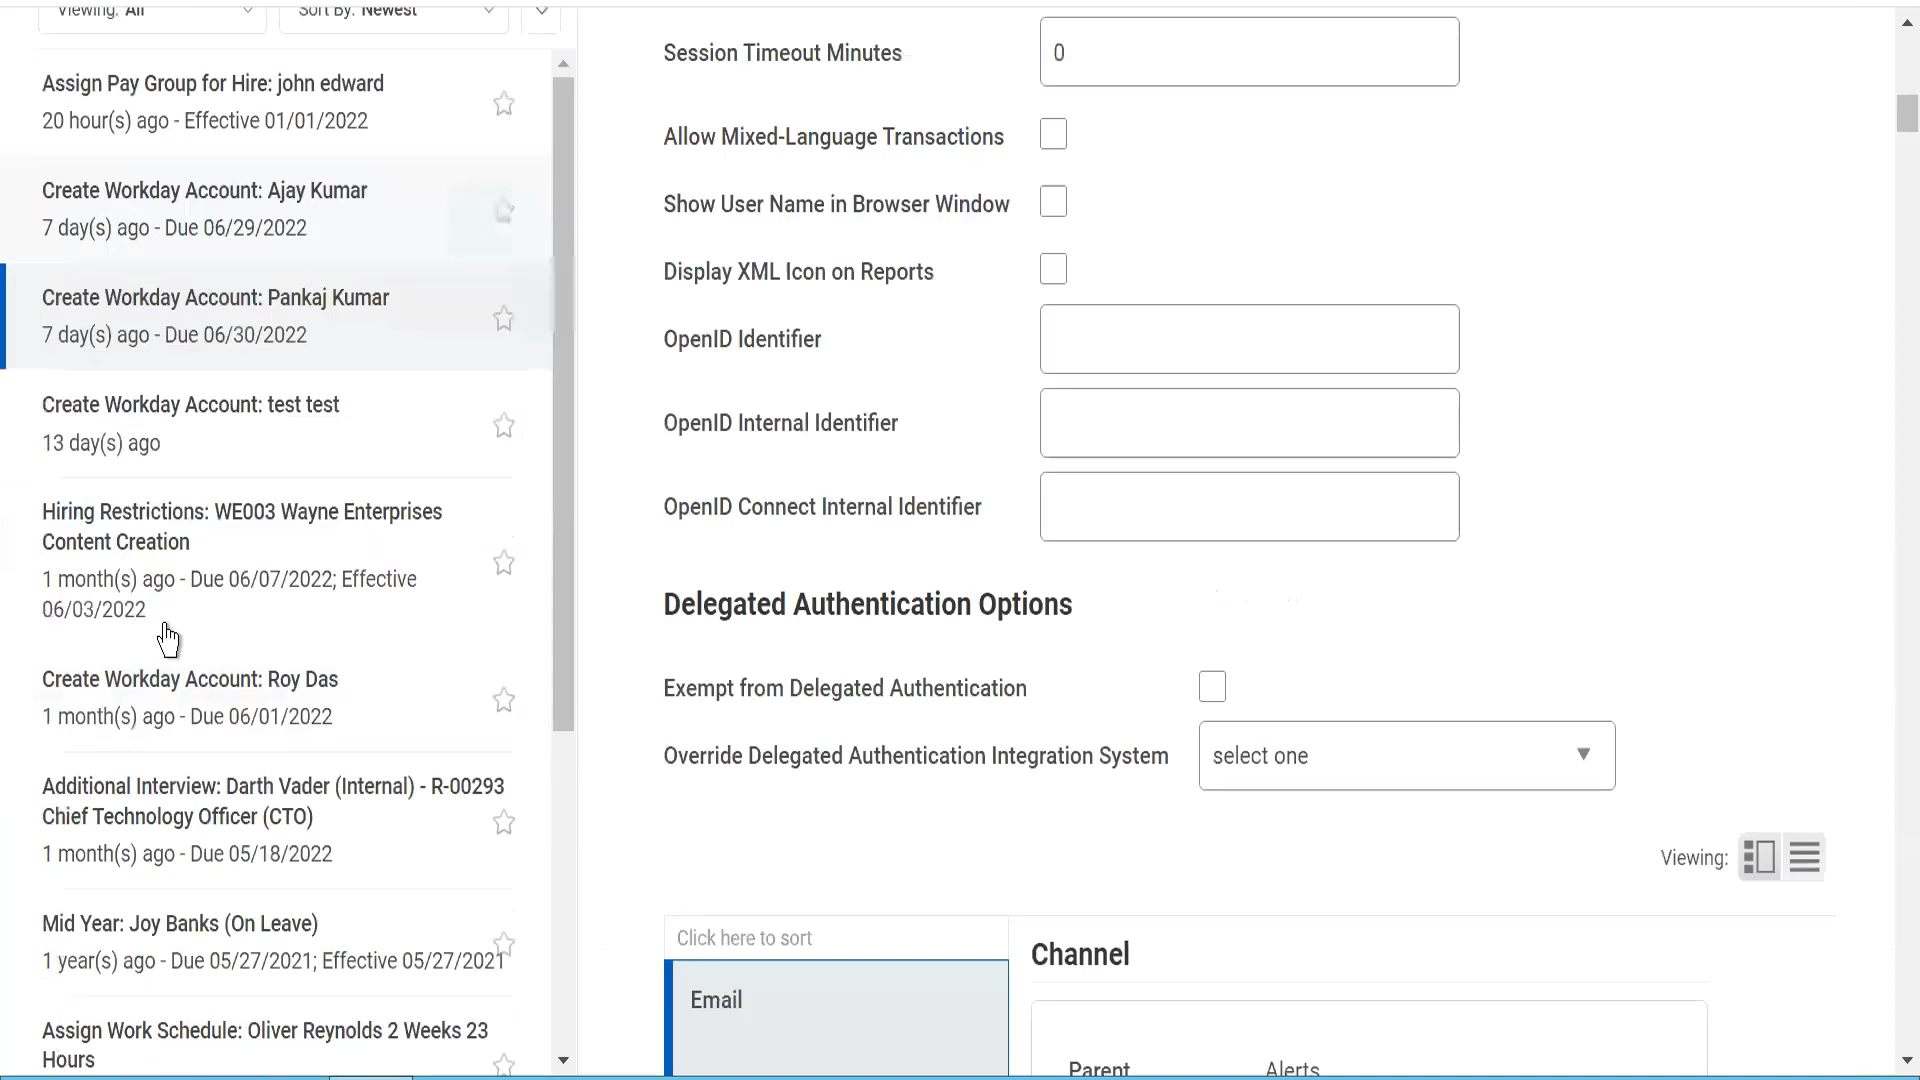 Viewing: All
Sort By: Newest
Assign Pay Group for Hire: john edward
20 hour(s) ago - Effective 01/01/2022
Create Workday Account: Ajay Kumar
7 day(s) ago - Due 06/29/2022
Create Workday Account: Pankaj Kumar
7 day(s) ago - Due 06/30/2022
Create Workday Account: test test
13 day(s) ago
Hiring Restrictions: WE003 Wayne Enterprises
Content Creation
1 month(s) ago - Due 06/07/2022; Effective
06/03/2022
Create Workday Account: Roy Das
1 month(s) ago - Due 06/01/2022
Additional Interview: Darth Vader (Internal) - R-00293
Chief Technology Officer (CTO)
1 month(s) ago - Due 05/18/2022
Mid Year: Joy Banks (On Leave)
1 year(s) ago - Due 05/27/2021; Effective 05/27/2021
Assign Work Schedule: Oliver Reynolds 2 Weeks 23
Hours
Session Timeout Minutes
0
Allow Mixed-Language Transactions
Show User Name in Browser Window
Display XML Icon on Reports
OpenID Identifier
OpenID Internal Identifier
OpenID Connect Internal Identifier
Delegated Authentication Options
Exempt from Delegated Authentication
Override Delegated Authentication Integration System
select one
Viewing:
Click here to sort
Email
Channel
Parent
Alerts